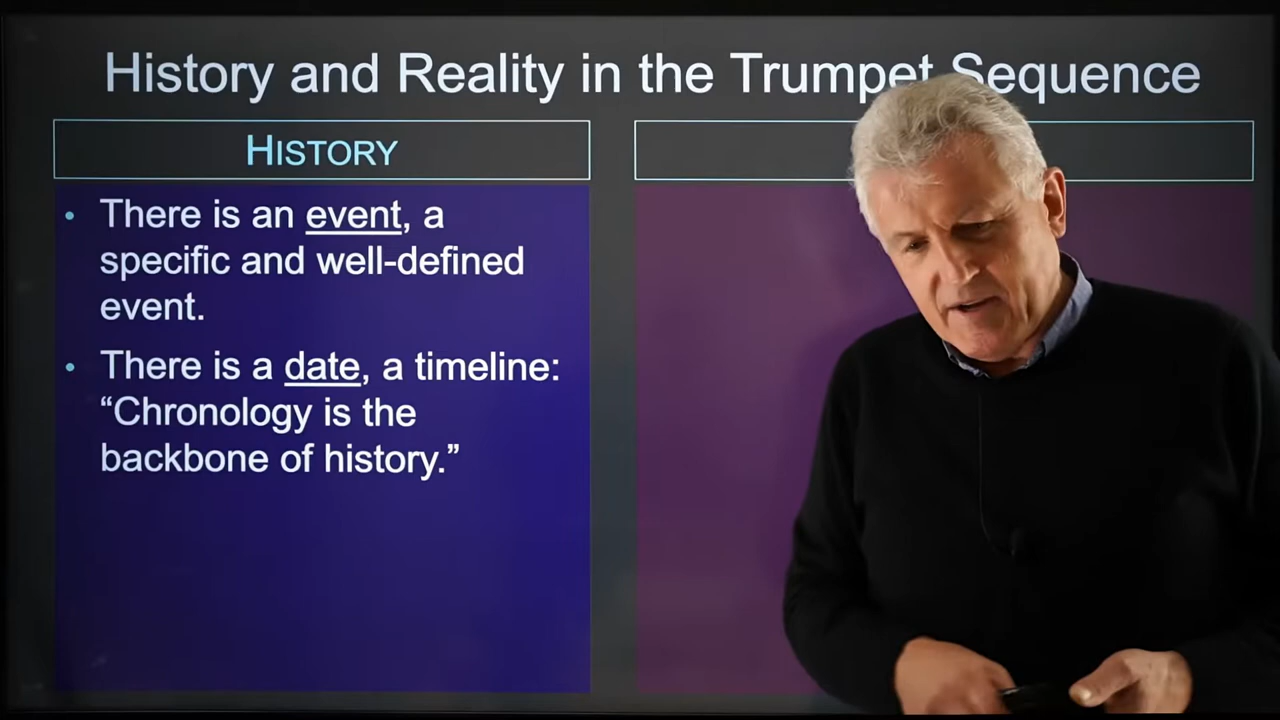 History and Reality in the Trumpet Sequence
HISTORY
• There is an event, a
specific and well-defined
event.
• There is a date, a timeline:
“Chronology is the
backbone of history.”